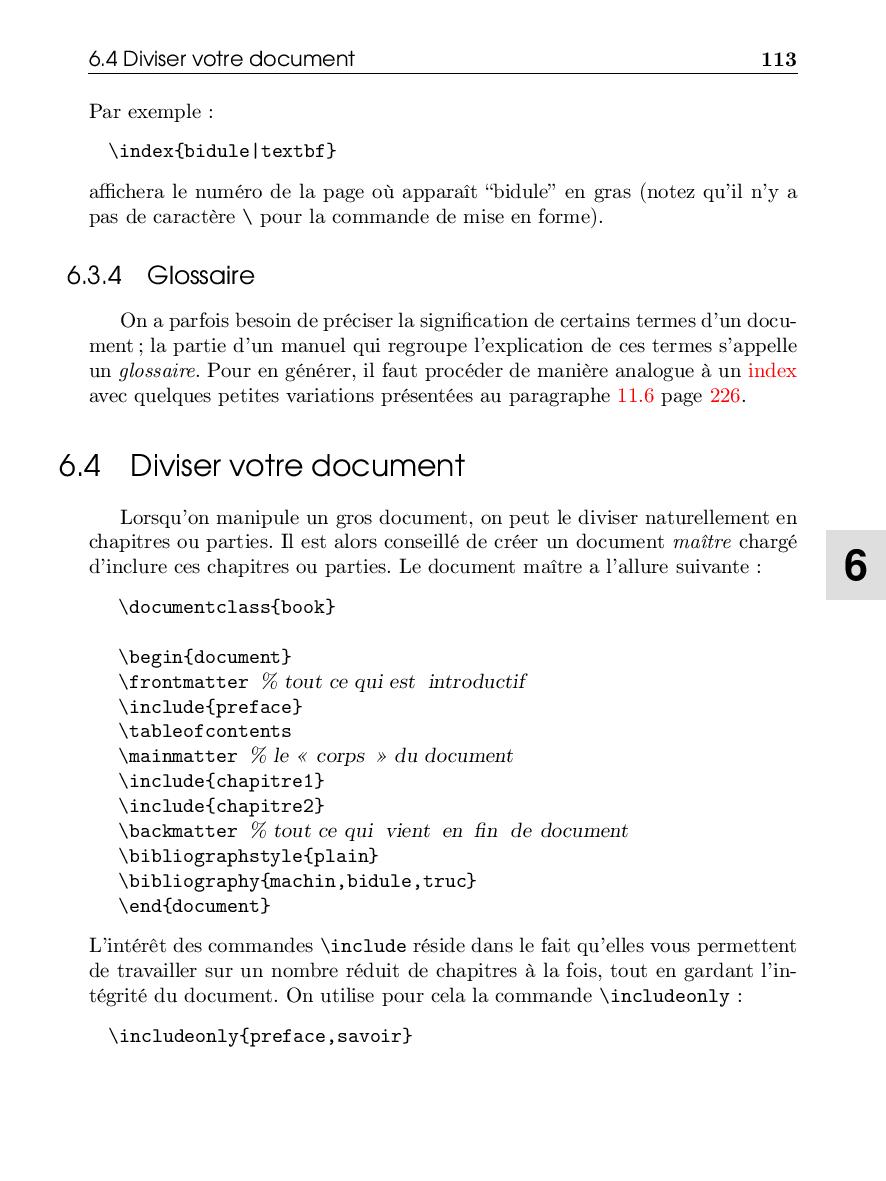 6.4 Diviser votre document 113
Par exemple :
\index{bidule|textbf}
affichera le numéro de la page où apparaît “bidule” en gras (notez qu’il n’y a
pas de caractère \ pour la commande de mise en forme).
6.3.4 Glossaire
On a parfois besoin de préciser la signification de certains termes d’un docu-
ment ; la partie d’un manuel qui regroupe l’explication de ces termes s’appelle
un glossaire. Pour en générer, il faut procéder de manière analogue à un index
avec quelques petites variations présentées au paragraphe 11.6 page 226.
6.4 Diviser votre document
Lorsqu’on manipule un gros document, on peut le diviser naturellement en
chapitres ou parties. Il est alors conseillé de créer un document maître chargé
d’inclure ces chapitres ou parties. Le document maître a l’allure suivante :
6
\documentclass{book}
\begin{document}
\frontmatter % tout ce qui est introductif
\include{preface}
\tableofcontents
\mainmatter % le « corps » du document
\include{chapitre1}
\include{chapitre2}
\backmatter % tout ce qui vient en fin de document
\bibliographstyle{plain}
\bibliography{machin,bidule,truc}
\end{document}
L’intérêt des commandes \include réside dans le fait qu’elles vous permettent
de travailler sur un nombre réduit de chapitres à la fois, tout en gardant l’in-
tégrité du document. On utilise pour cela la commande \includeonly :
\includeonly{preface,savoir}